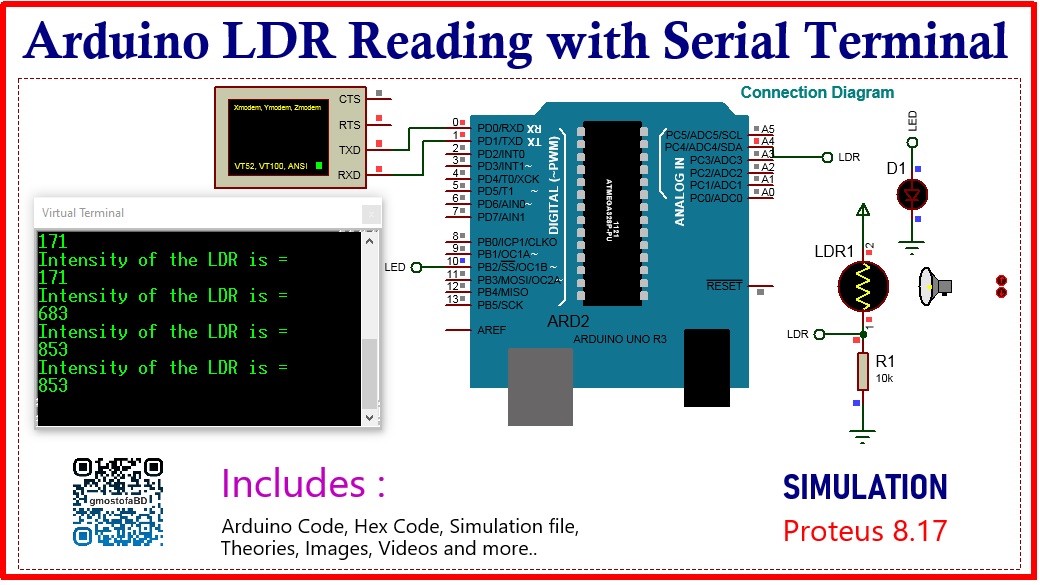 Arduino LDR Reading with Serial Terminal
Connection Diagram
Xmodem, Ymodem, Zmodem
VT52, VT100, ANSI
CTS
RTS
TXD
RXD
Virtual Terminal
171
Intensity of the LDR is =
171
Intensity of the LDR is =
683
Intensity of the LDR is =
853
Intensity of the LDR is =
853
0 PD0/RXD RX
1 PD1/TXD TX
2 PD2/INT0
3 PD3/INT1~
4 PD4/T0/XCK
5 PD5/T1 ~
6 PD6/AIN0~
7 PD7/AIN1
8 PB0/ICP1/CLKO
9 PB1/OC1A~
LED 10 PB2/SS/OC1B~
11 PB3/MOSI/OC2A~
12 PB4/MISO
13 PB5/SCK
AREF
DIGITAL (~PWM)
ATMEGA328P-PU
1121
ANALOG IN
PC5/ADC5/SCL A5
PC4/ADC4/SDA A4
PC3/ADC3 A3 LDR
PC2/ADC2 A2
PC1/ADC1 A1
PC0/ADC0 A0
RESET
ARD2
ARDUINO UNO R3
LED
D1
LDR1
2
1
LDR
R1
10k
gmostofaBD
Includes :
Arduino Code, Hex Code, Simulation file,
Theories, Images, Videos and more..
SIMULATION
Proteus 8.17